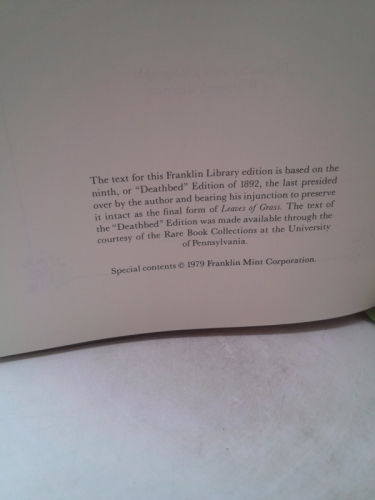 The text for this Franklin Library edition is based on the
ninth, or "Deathbed" Edition of 1892, the last presided
over by the author and bearing his injunction to preserve
it intact as the final form of Leaves of Grass. The text of
the "Deathbed" Edition was made available through the
courtesy of the Rare Book Collections at the University
of Pennsylvania.
Special contents © 1979 Franklin Mint Corporation.